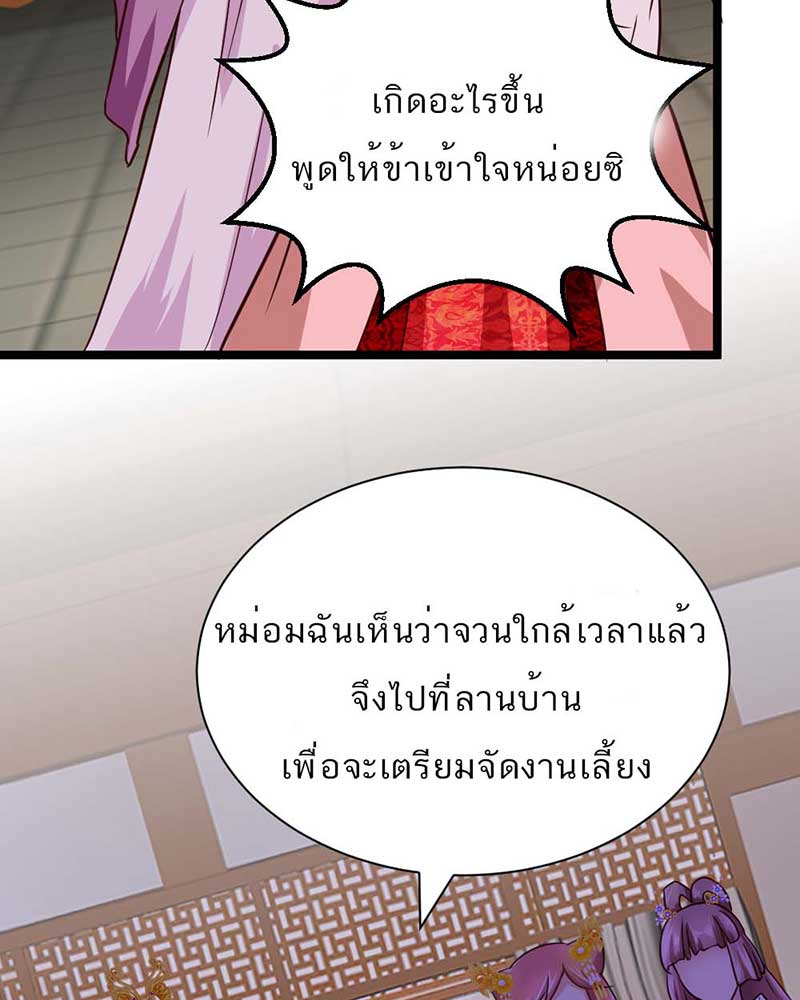 เกิดอะไรขึ้น
พูดให้ข้าเข้าใจหน่อยซิ
หม่อมฉันเห็นว่าจวนใกล้เวลาแล้ว
จึงไปที่ลานบ้าน
เพื่อจะเตรียมจัดงานเลี้ยง